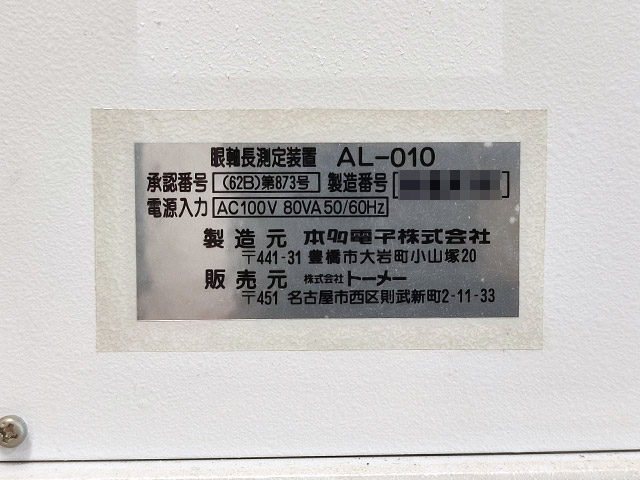 眼軸長測定装置 AL-010
承認番号 (62B)第873号 製造番号
電源入力 AC100V 80VA 50/60Hz
製造元 本多電子株式会社
〒441-31 豊橋市大岩町小山塚20
販売元 株式会社トーメー
〒451 名古屋市西区則武新町2-11-33